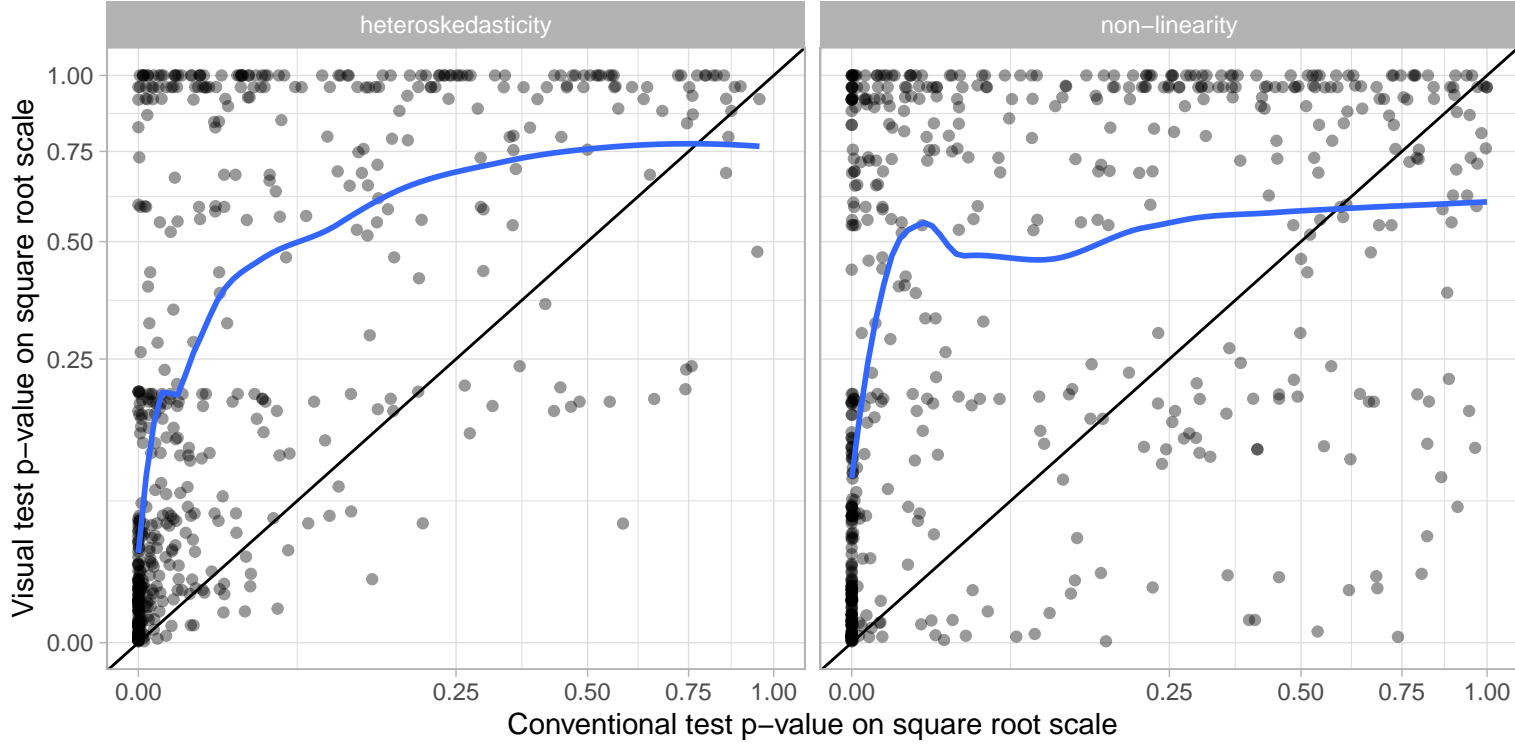 heteroskedasticity
non−linearity
Visual test p−value on square root scale
1.00
0.75
0.50
0.25
0.00
0.00 0.25 0.50 0.75 1.00
0.00 0.25 0.50 0.75 1.00
Conventional test p−value on square root scale